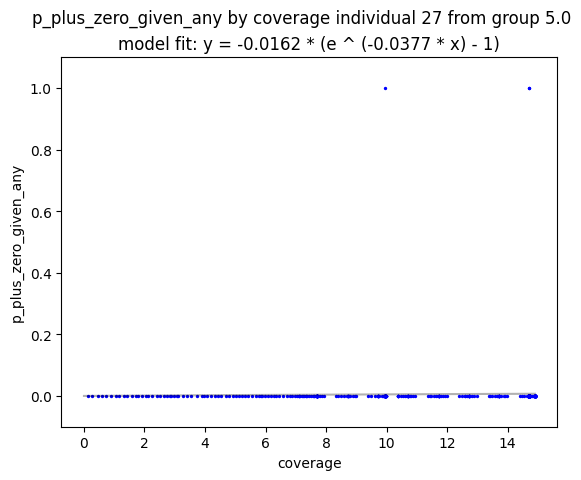 p_plus_zero_given_any by coverage individual 27 from group 5.0
model fit: y = -0.0162 * (e ^ (-0.0377 * x) - 1)
1.0
0.8
0.6
0.4
0.2
0.0
p_plus_zero_given_any
0 2 4 6 8 10 12 14
coverage